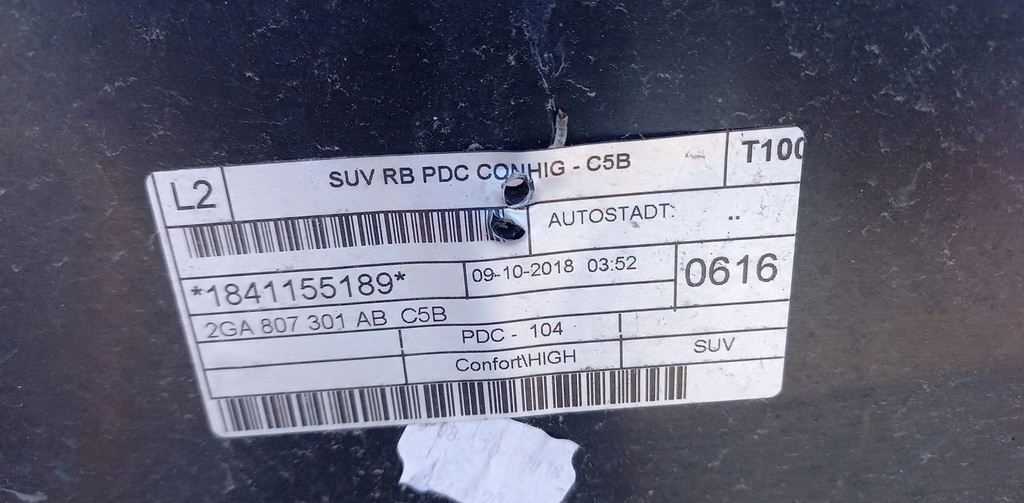 L2
SUV RB PDC CONHIG - C5B
T100
AUTOSTADT: ..
*1841155189*
09-10-2018 03:52
0616
2GA 807 301 AB C5B
PDC - 104
Confort\HIGH
SUV